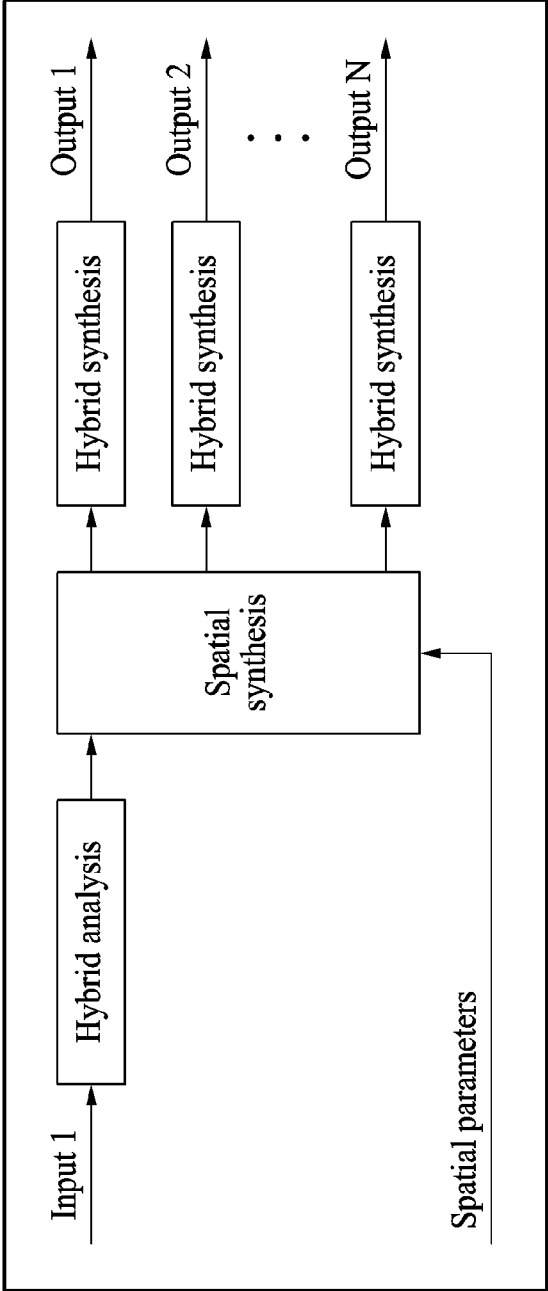 Input 1
Hybrid analysis
Spatial
synthesis
Hybrid synthesis
Output 1
Hybrid synthesis
Output 2
. . .
Hybrid synthesis
Output N
Spatial parameters